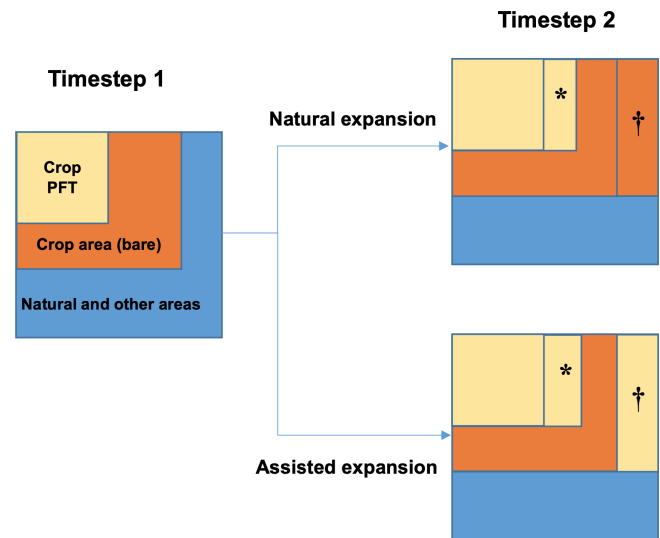 Timestep 2
Timestep 1
Natural expansion
*
†
Crop
PFT
Crop area (bare)
Natural and other areas
*
†
Assisted expansion